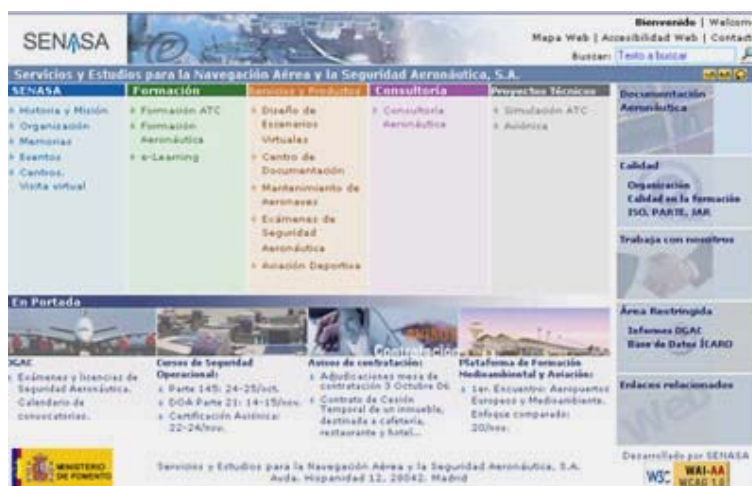 Bienvenido | Welcom
SENASA
Mapa Web | Accesibilidad Web | Contact
Buscar: Texto a buscar
Servicios y Estudios para la Navegación Aérea y la Seguridad Aeronáutica, S.A.
SENASA
Historia y Misión
Organización
Memorias
Eventos
Centros.
Visita virtual
Formación
Formación ATC
Formación
Aeronáutica
e-Learning
Servicios y Productos
Diseño de
Escenarios
Virtuales
Centro de
Documentación
Mantenimiento de
Aeronaves
Exámenes de
Seguridad
Aeronáutica
Aviación Deportiva
Consultoría
Consultoría
Aeronáutica
Proyectos Técnicos
Simulación ATC
Aviónica
Documentación
Aeronáutica
Calidad
Organización
Calidad en la formación
ISO, PARTE, JAR
Trabaja con nosotros
Área Restringida
Informes DGAC
Base de Datos ÍCARO
Enlaces relacionados
Web
En Portada
DGAC
Exámenes y licencias de
Seguridad Aeronáutica.
Calendario de
convocatorias.
Cursos de Seguridad
Operacional:
Parte 145: 24-25/oct.
DOA Parte 21: 14-15/nov.
Certificación Aviónica:
22-24/nov.
avisos
Contratación
Avisos de contratación:
Adjudicaciones mesa de
contratación 3 Octubre 06
Contrato de Cesión
Temporal de un inmueble,
destinada a cafetería,
restaurante y hotel...
Plataforma de Formación
Medioambiental y Aviación:
1er. Encuentro: Aeropuertos
Europeos y Medioambiente.
Enfoque comparado:
20/nov.
MINISTERIO
DE FOMENTO
Servicios y Estudios para la Navegación Aérea y la Seguridad Aeronáutica, S.A.
Avda. Hispanidad 12, 28042. Madrid
Desarrollado por SENASA
W3C WAI-AA
WCAG 1.0